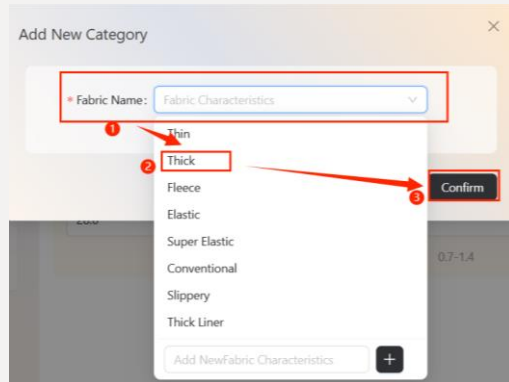 Add New Category
* Fabric Name: Fabric Characteristics
1
Thin
2 Thick
Fleece
3 Confirm
Elastic
Super Elastic
Conventional
0.7-1.4
Slippery
Thick Liner
Add NewFabric Characteristics +